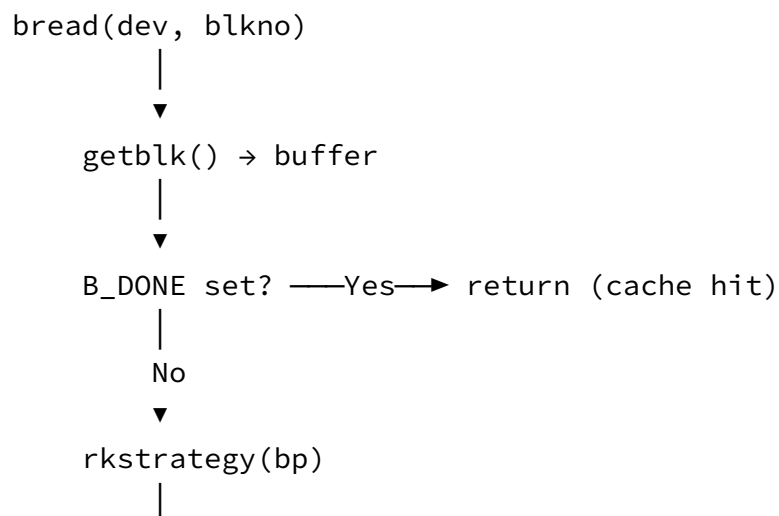 bread(dev, blkno)
│
▼
getblk() → buffer
│
▼
B_DONE set? ───Yes──► return (cache hit)
│
No
▼
rkstrategy(bp)
│